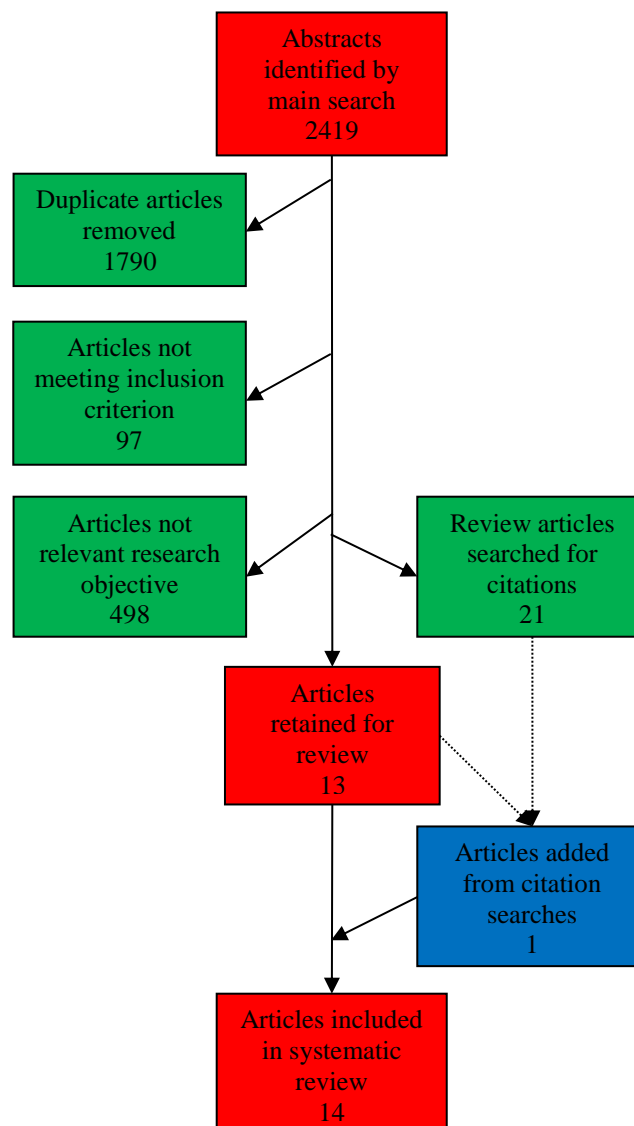 Abstracts
identified by
main search
2419
Duplicate articles
removed
1790
Articles not
meeting inclusion
criterion
97
Articles not
relevant research
objective
498
Review articles
searched for
citations
21
Articles
retained for
review
13
Articles added
from citation
searches
1
Articles included
in systematic
review
14